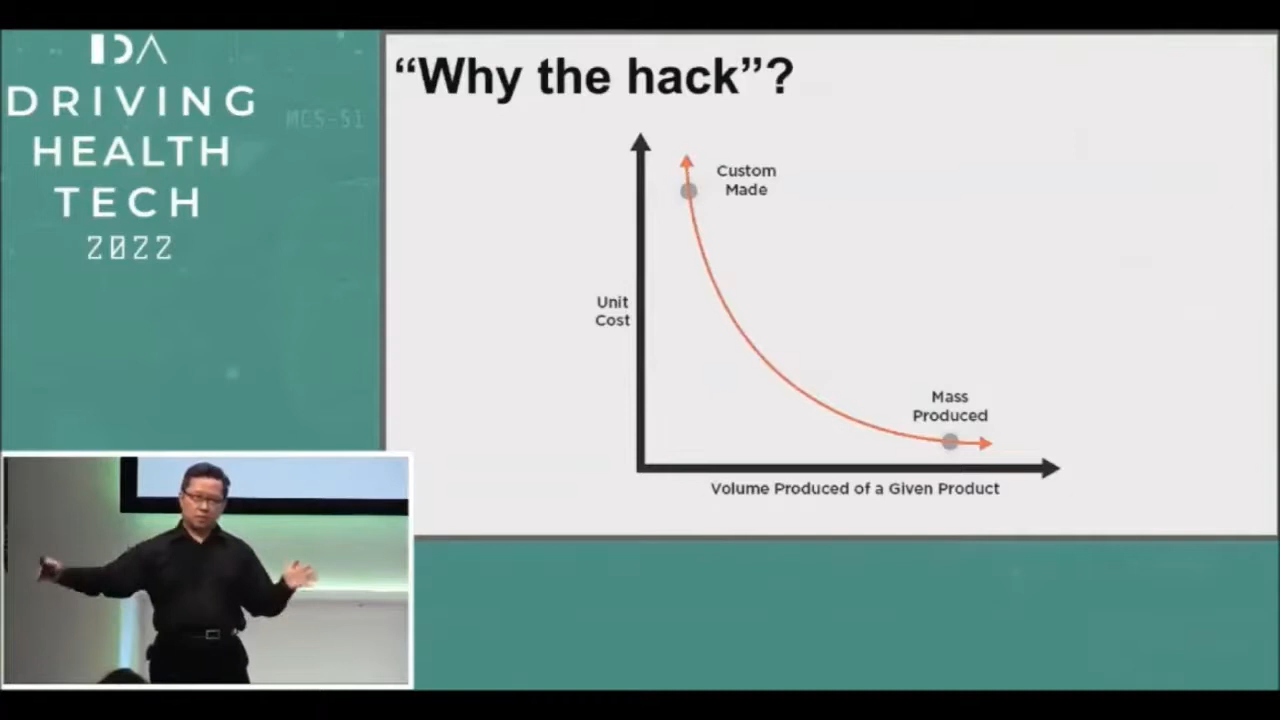 IDA
DRIVING
HEALTH
TECH
2022
MCS-51
“Why the hack”?
Custom
Made
Unit
Cost
Mass
Produced
Volume Produced of a Given Product